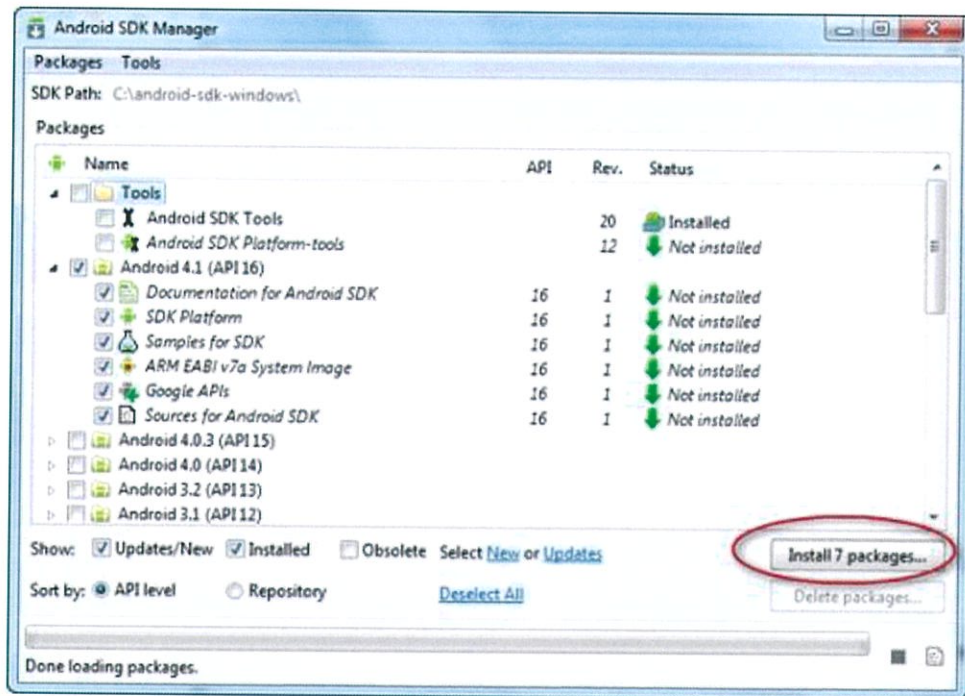 Android SDK Manager
Packages Tools
SDK Path: C:\android-sdk-windows\
Packages
Name API Rev. Status
Tools
Android SDK Tools 20 Installed
Android SDK Platform-tools 12 Not installed
Android 4.1 (API 16)
Documentation for Android SDK 16 1 Not installed
SDK Platform 16 1 Not installed
Samples for SDK 16 1 Not installed
ARM EABI v7a System Image 16 1 Not installed
Google APIs 16 1 Not installed
Sources for Android SDK 16 1 Not installed
Android 4.0.3 (API 15)
Android 4.0 (API 14)
Android 3.2 (API 13)
Android 3.1 (API 12)
Show: Updates/New Installed Obsolete Select New or Updates Install 7 packages...
Sort by: API level Repository Deselect All Delete packages...
Done loading packages.